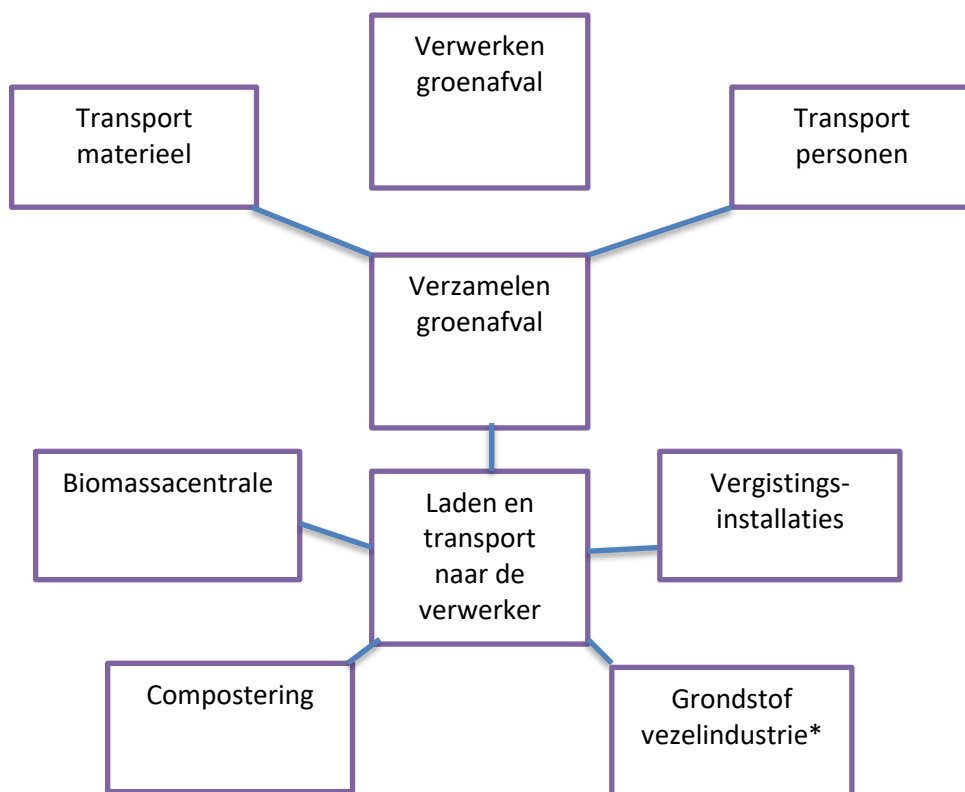 Verwerken
groenafval
Transport
materieel
Transport
personen
Verzamelen
groenafval
Biomassacentrale
Laden en
transport
naar de
verwerker
Vergistings-
installaties
Compostering
Grondstof
vezelindustrie*